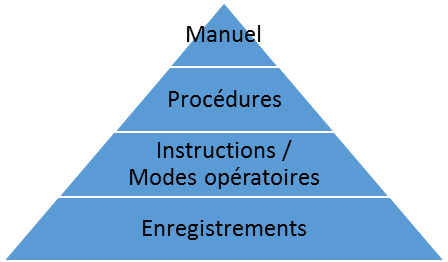 Manuel
Procédures
Instructions /
Modes opératoires
Enregistrements